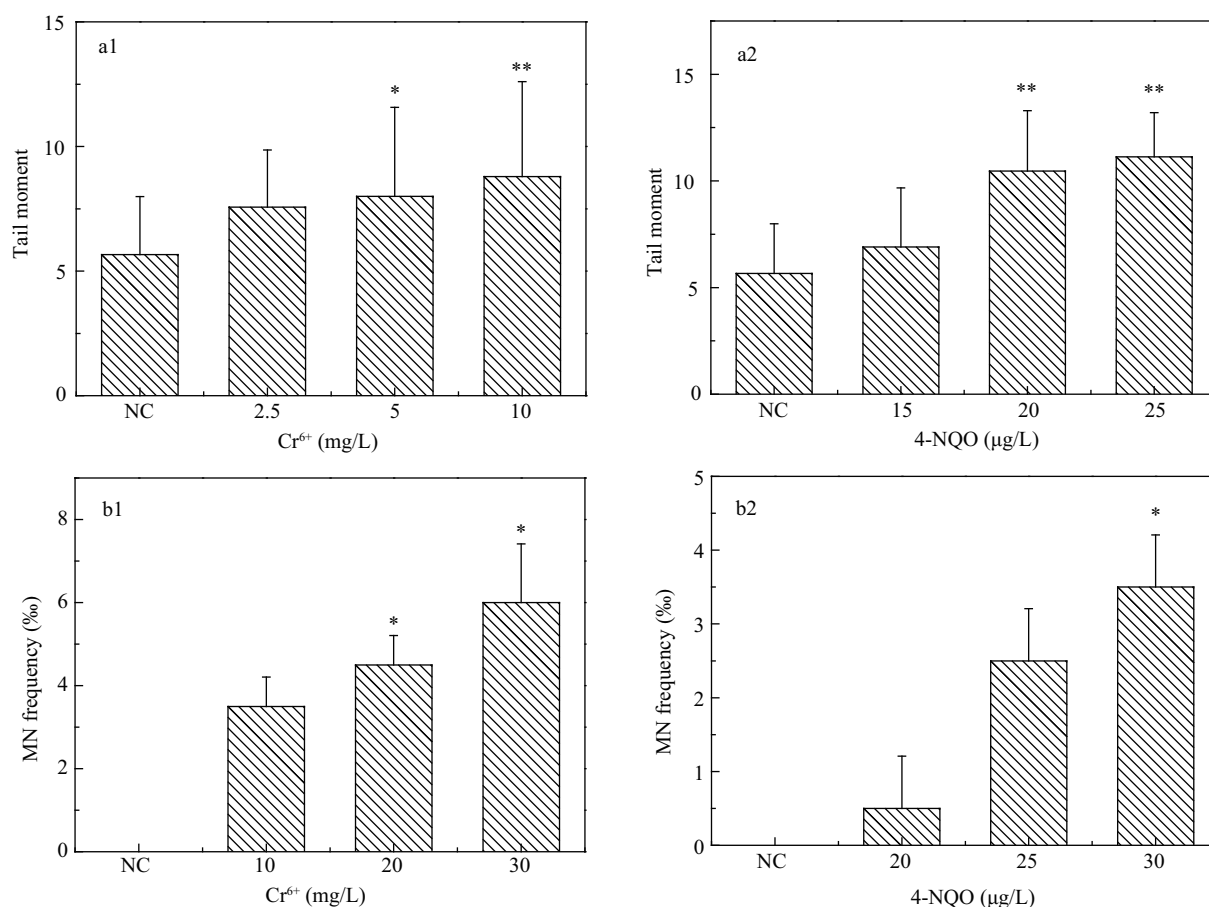 a1
15
10
5
0
Tail moment
*
**
NC 2.5 5 10
Cr⁶⁺ (mg/L)
a2
15
10
5
0
Tail moment
**
**
NC 15 20 25
4-NQO (μg/L)
b1
8
6
4
2
0
MN frequency (‰)
*
*
NC 10 20 30
Cr⁶⁺ (mg/L)
b2
5
4
3
2
1
0
MN frequency (‰)
*
NC 20 25 30
4-NQO (μg/L)